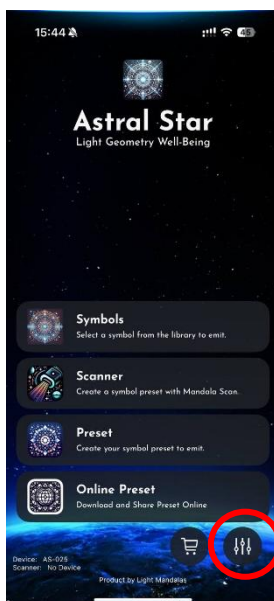 15:44
45
Astral Star
Light Geometry Well-Being
Symbols
Select a symbol from the library to emit.
Scanner
Create a symbol preset with Mandala Scan.
Preset
Create your symbol preset to emit.
Online Preset
Download and Share Preset Online
Device: AS-025
Scanner: No Device
Product by Light Mandalas